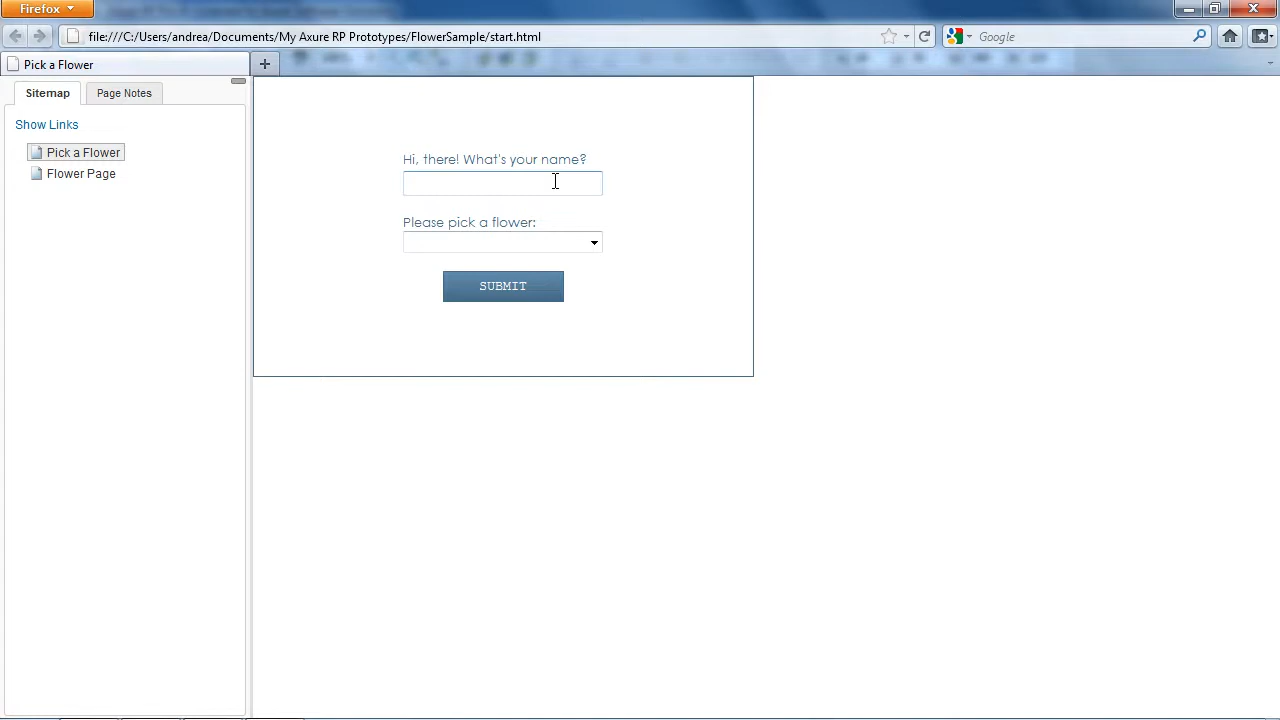 Firefox
file:///C:/Users/andrea/Documents/My Axure RP Prototypes/FlowerSample/start.html
Google
Pick a Flower
Sitemap
Page Notes
Show Links
Pick a Flower
Flower Page
Hi, there! What's your name?
Please pick a flower:
SUBMIT